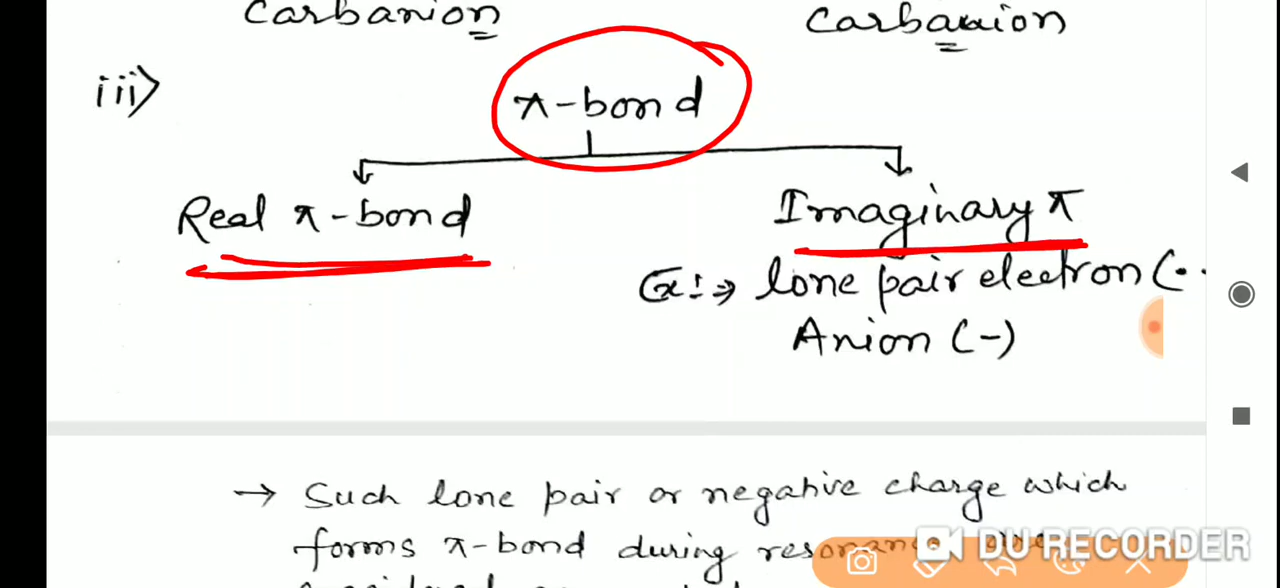 Carbanion Carbanion
iii) π-bond
Real π-bond Imaginary π
Ex:⇒ lone pair electron (..
Anion (-)
→ Such lone pair or negative charge which
forms π-bond during resonance
DU RECORDER